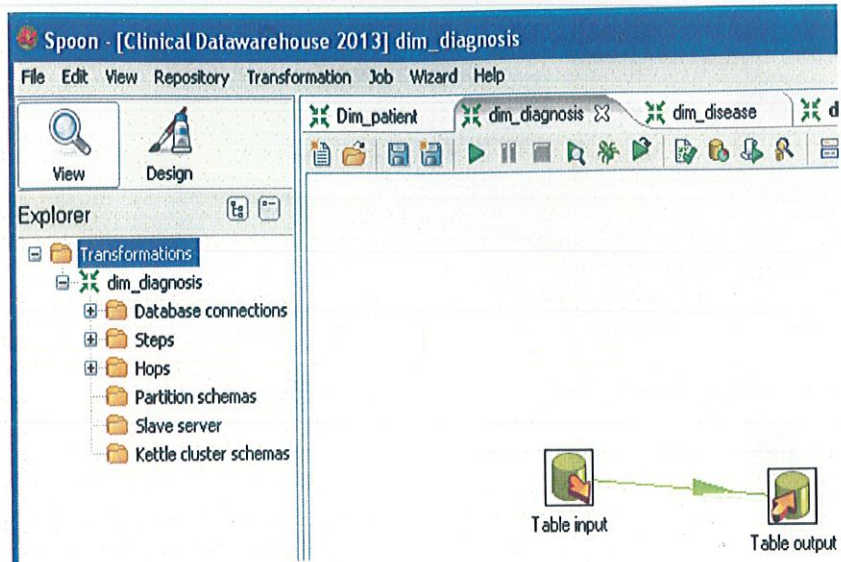 Spoon - [Clinical Datawarehouse 2013] dim_diagnosis
File Edit View Repository Transformation Job Wizard Help
View Design
Dim_patient dim_diagnosis dim_disease d
Explorer
Transformations
dim_diagnosis
Database connections
Steps
Hops
Partition schemas
Slave server
Kettle cluster schemas
Table input
Table output